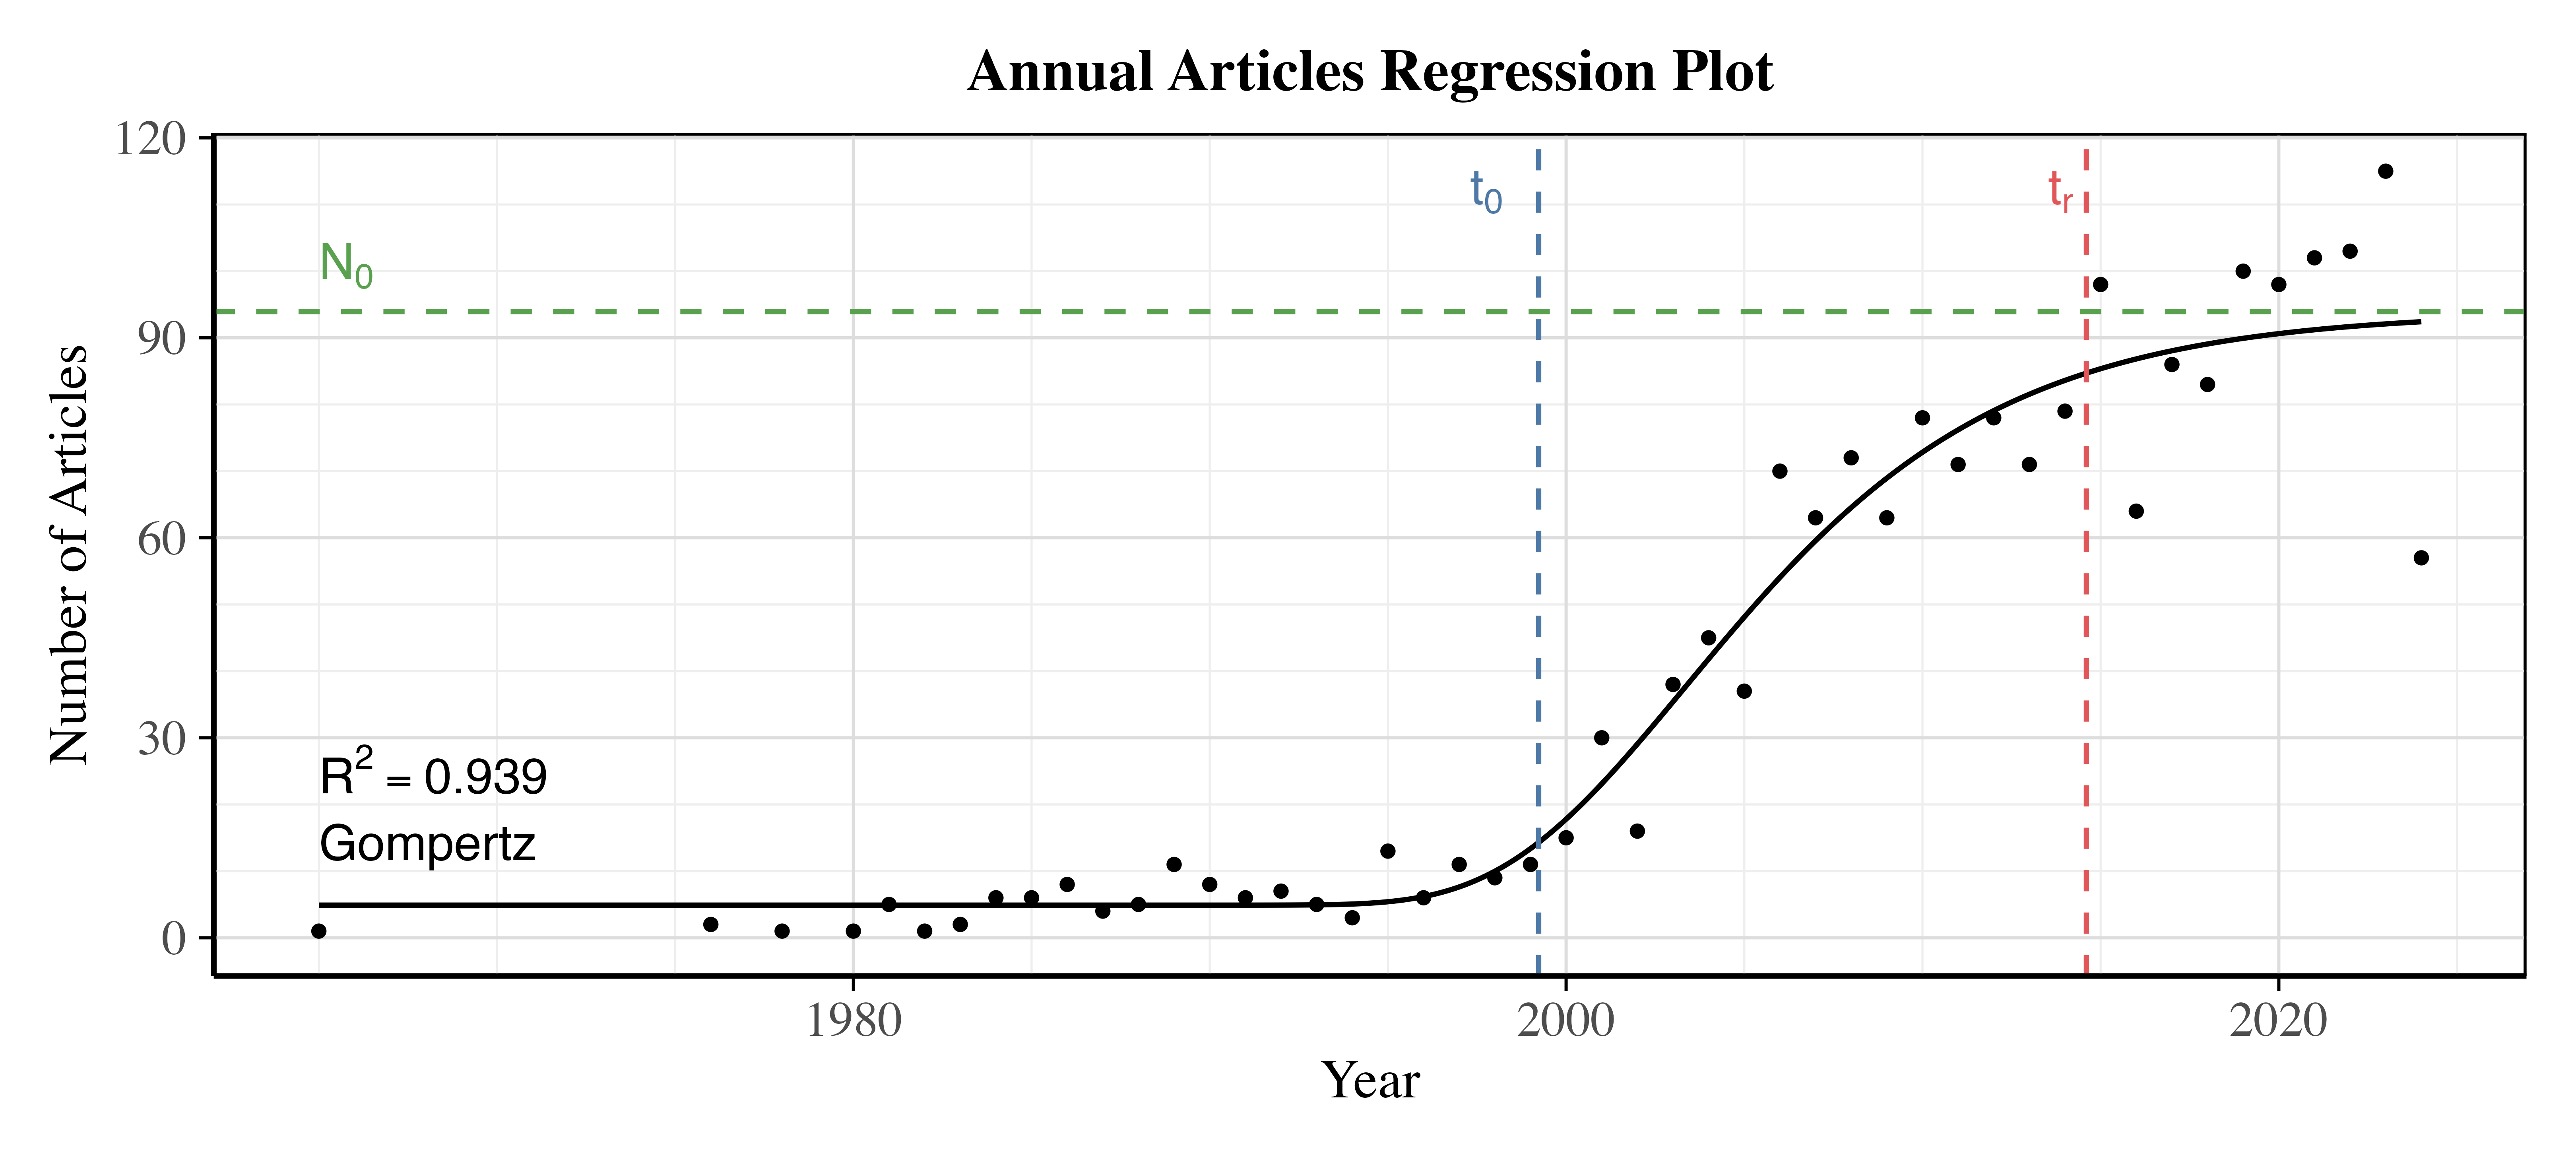 Annual Articles Regression Plot
120
90
60
30
0
Number of Articles
N₀
t₀
tᵣ
R² = 0.939
Gompertz
1980
2000
2020
Year